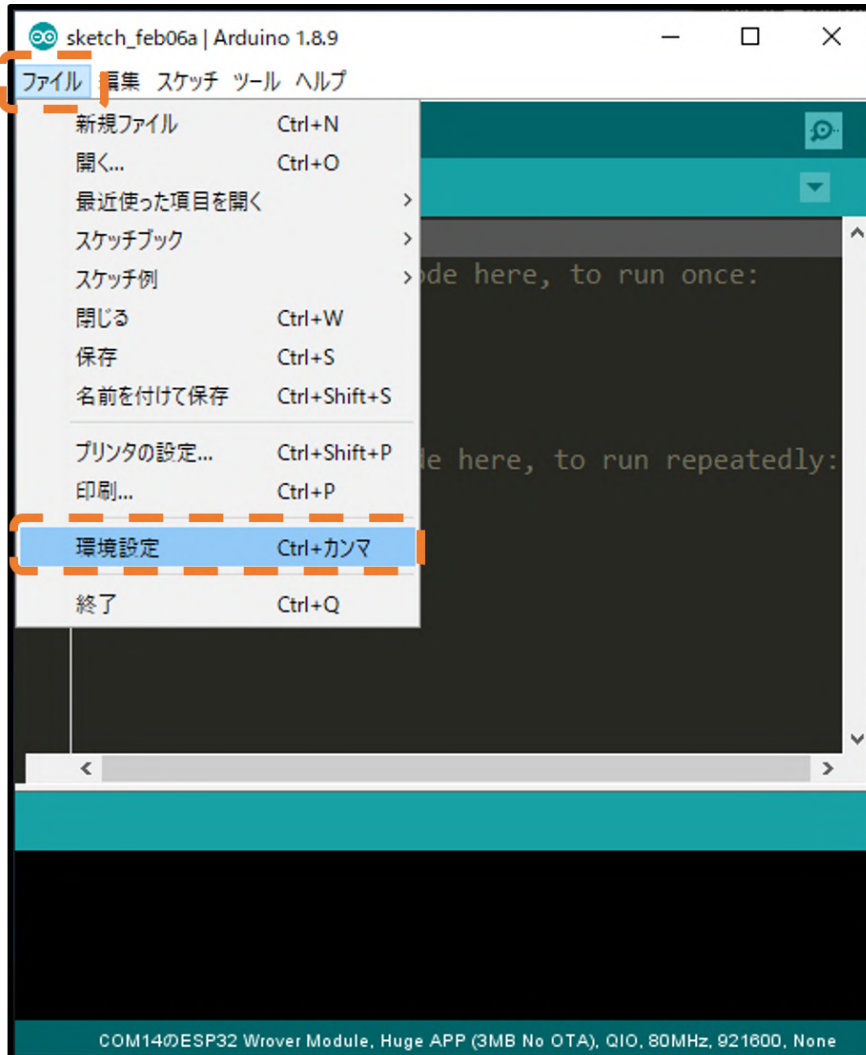 sketch_feb06a | Arduino 1.8.9
ファイル 編集 スケッチ ツール ヘルプ
新規ファイル Ctrl+N
開く... Ctrl+O
最近使った項目を開く
スケッチブック
スケッチ例
ode here, to run once:
閉じる Ctrl+W
保存 Ctrl+S
名前を付けて保存 Ctrl+Shift+S
プリンタの設定... Ctrl+Shift+P
de here, to run repeatedly:
印刷... Ctrl+P
環境設定 Ctrl+カンマ
終了 Ctrl+Q
COM14のESP32 Wrover Module, Huge APP (3MB No OTA), QIO, 80MHz, 921600, None